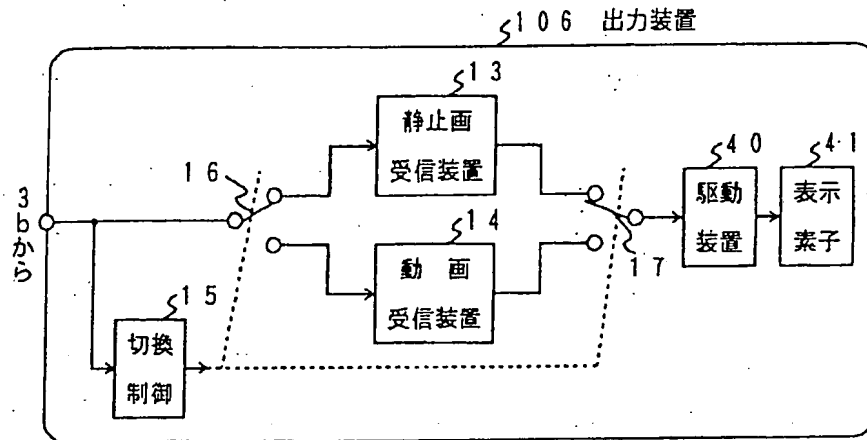 106 出力装置
13
静止画
受信装置
16
3bから
14
動 画
受信装置
15
切換
制御
17
40
駆動
装置
41
表示
素子